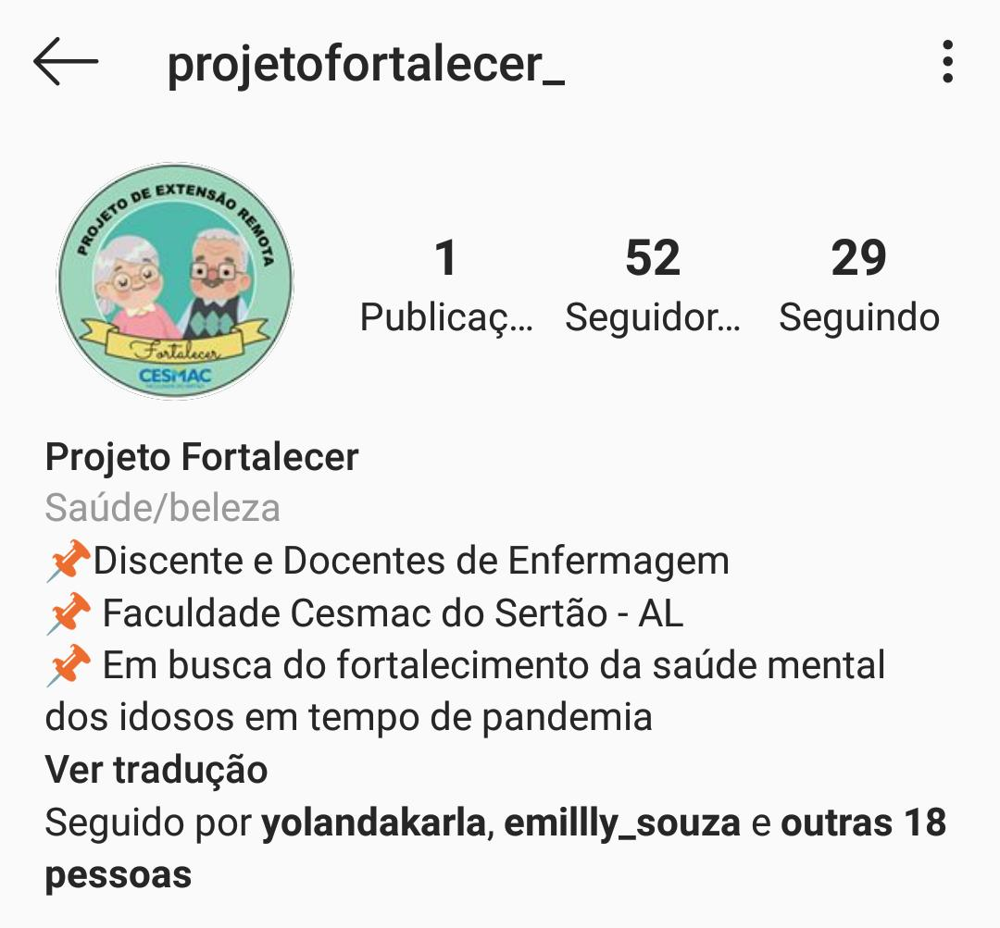 projetofortalecer_
PROJETO DE EXTENSÃO REMOTA
Fortalecer
CESMAC
1
Publicaç...
52
Seguidor...
29
Seguindo
Projeto Fortalecer
Saúde/beleza
📌Discente e Docentes de Enfermagem
📌 Faculdade Cesmac do Sertão - AL
📌 Em busca do fortalecimento da saúde mental
dos idosos em tempo de pandemia
Ver tradução
Seguido por yolandakarla, emillly_souza e outras 18
pessoas